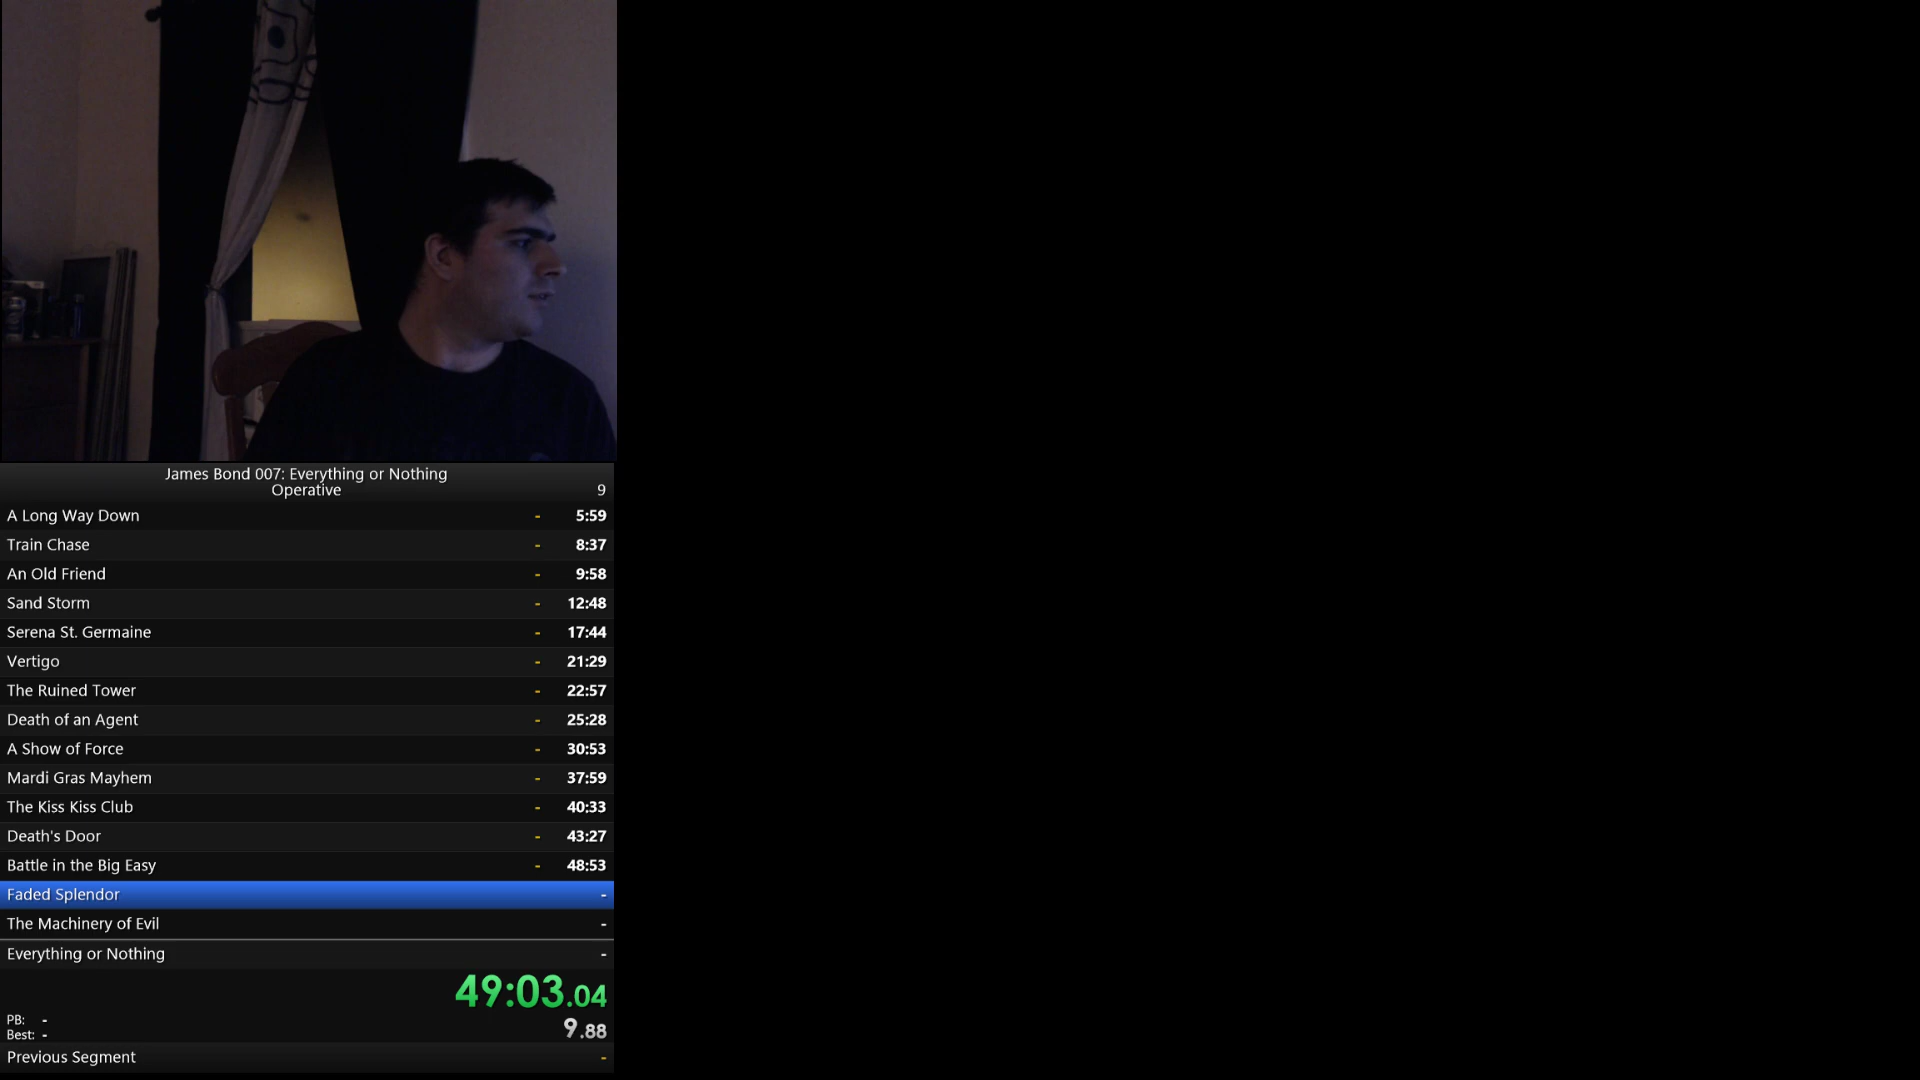 James Bond 007: Everything or Nothing
Operative 9
A Long Way Down - 5:59
Train Chase - 8:37
An Old Friend - 9:58
Sand Storm - 12:48
Serena St. Germaine - 17:44
Vertigo - 21:29
The Ruined Tower - 22:57
Death of an Agent - 25:28
A Show of Force - 30:53
Mardi Gras Mayhem - 37:59
The Kiss Kiss Club - 40:33
Death's Door - 43:27
Battle in the Big Easy - 48:53
Faded Splendor -
The Machinery of Evil -
Everything or Nothing -
49:03.04
PB: -
Best: - 9.88
Previous Segment -